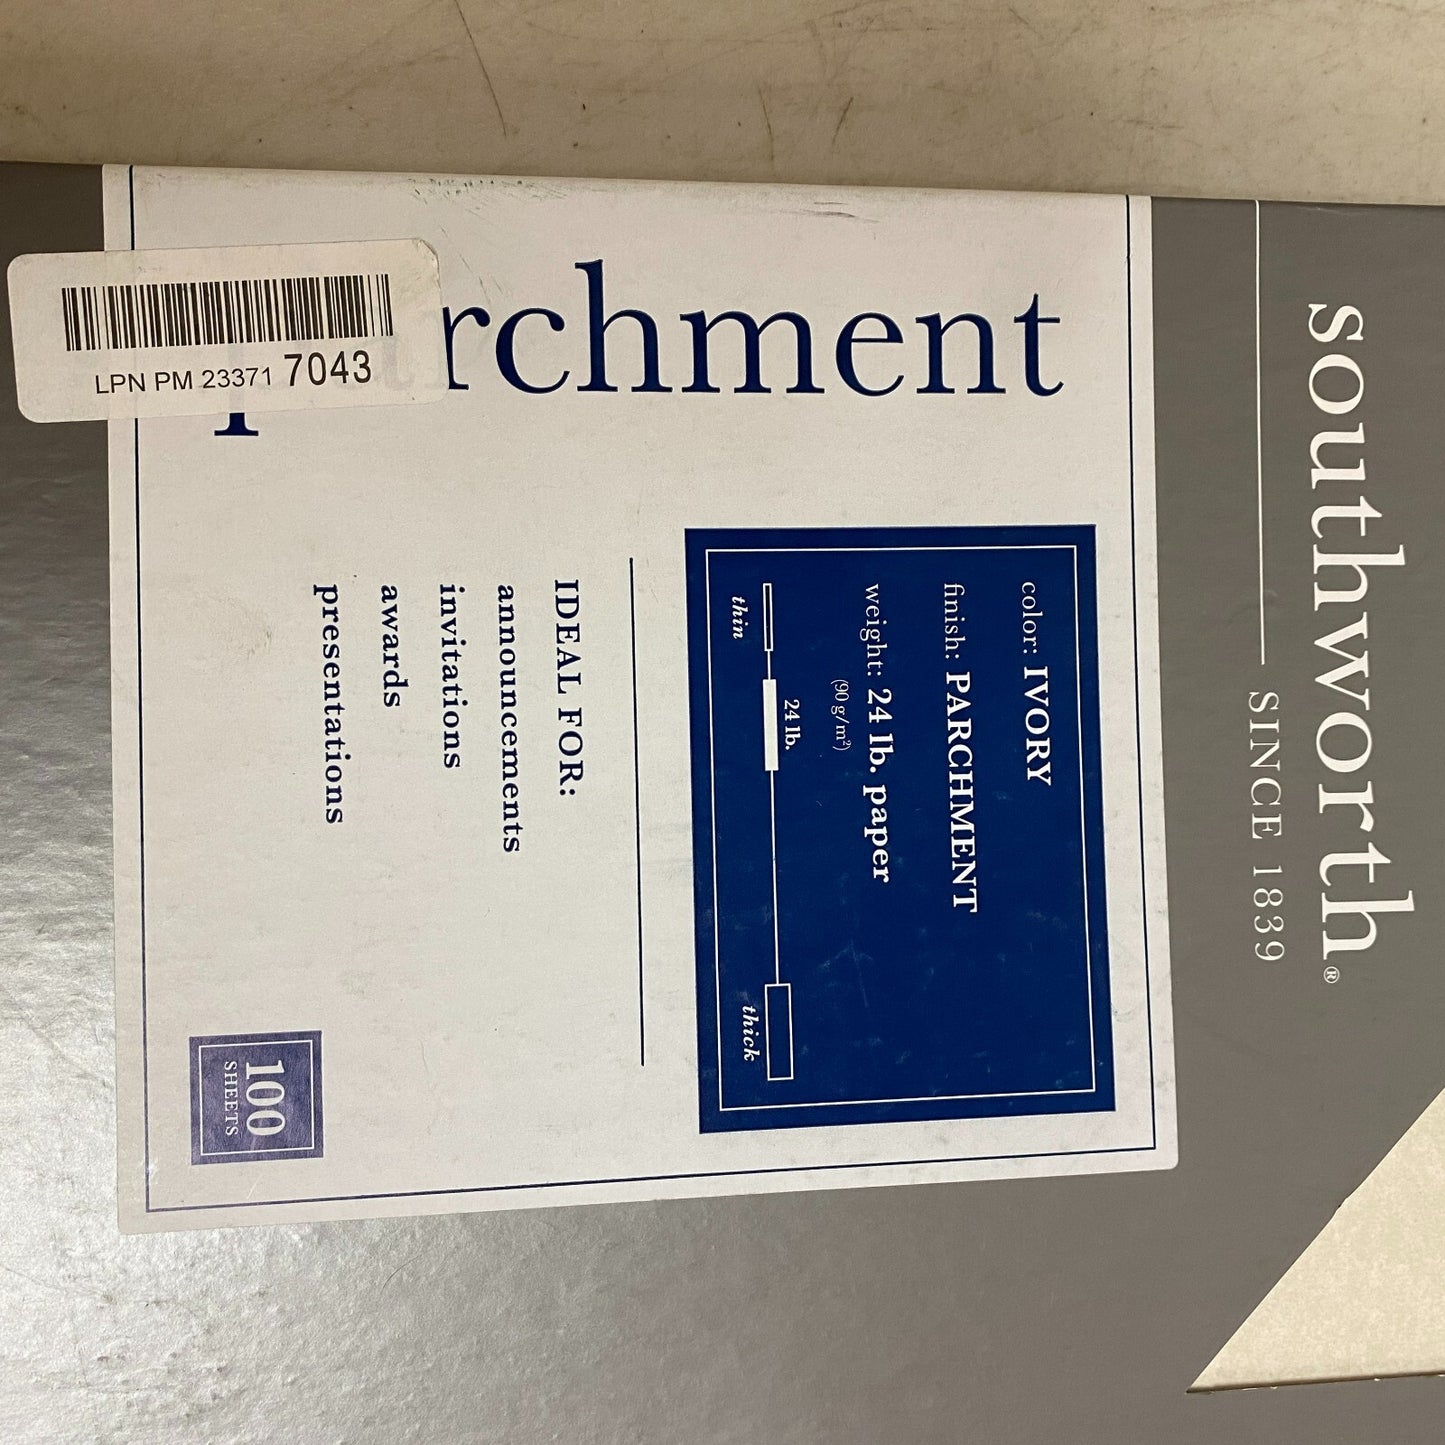 southworth®
SINCE 1839
parchment
LPN PM 23371 7043
color: IVORY
finish: PARCHMENT
weight: 24 lb. paper
(90 g/m²)
24 lb.
thin
thick
IDEAL FOR:
announcements
invitations
awards
presentations
100
SHEETS